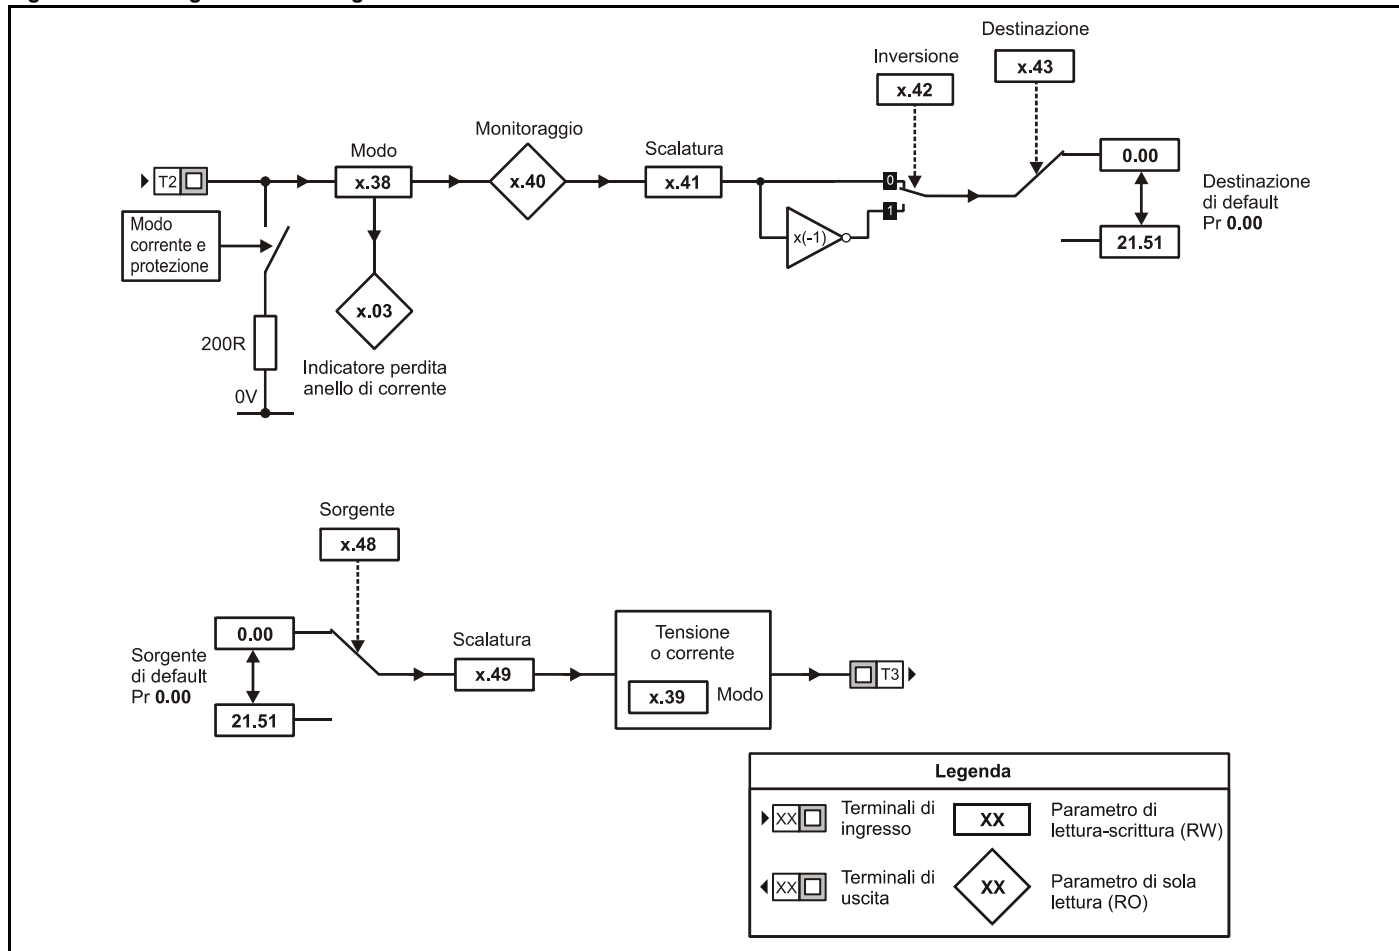 Destinazione
x.43
Inversione
x.42
Monitoraggio
x.40
Modo
x.38
Scalatura
x.41
T2
0
1
x(-1)
0.00
21.51
Destinazione
di default
Pr 0.00
Modo
corrente e
protezione
x.03
200R
0V
Indicatore perdita
anello di corrente
Sorgente
x.48
0.00
21.51
Sorgente
di default
Pr 0.00
Scalatura
x.49
Tensione
o corrente
x.39 Modo
T3
Legenda
XX
Terminali di
ingresso
XX
Parametro di
lettura-scrittura (RW)
XX
Terminali di
uscita
XX
Parametro di sola
lettura (RO)